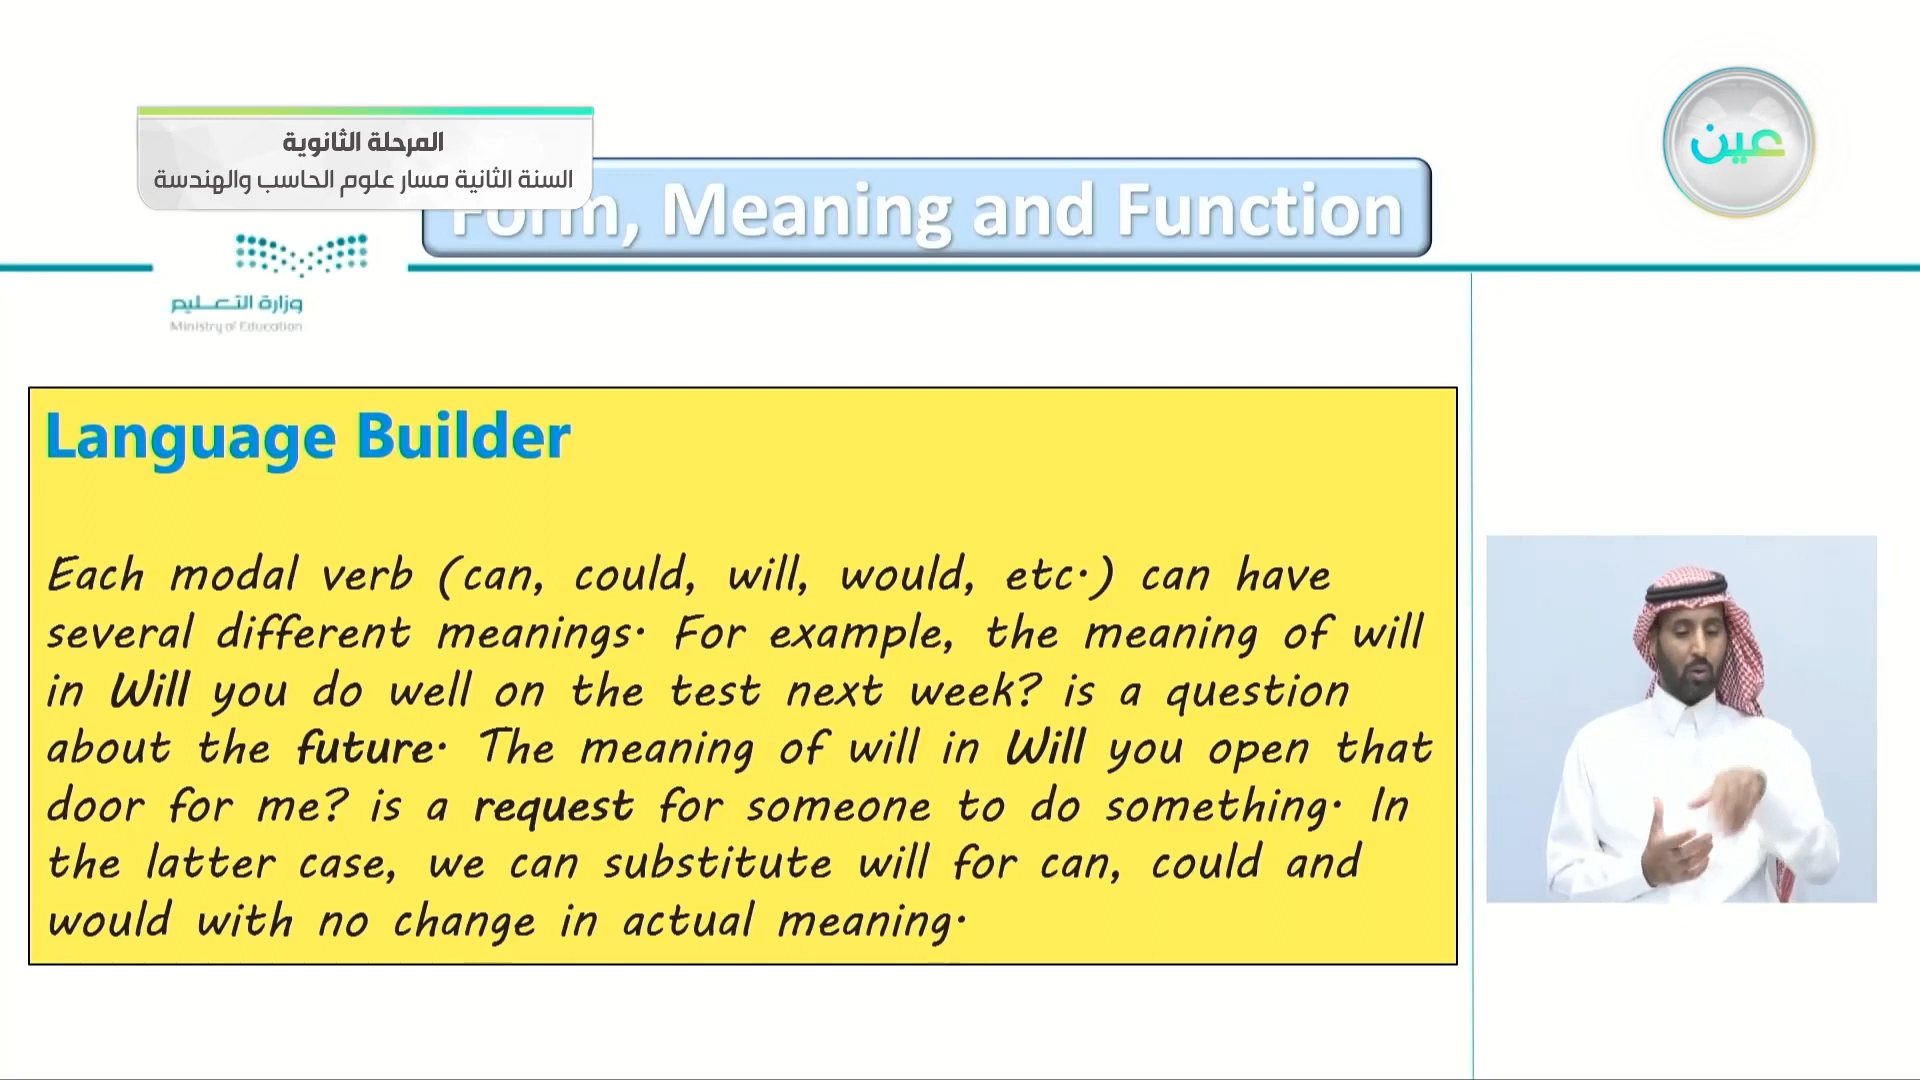 المرحلة الثانوية
السنة الثانية مسار علوم الحاسب والهندسة
عين
Form, Meaning and Function
وزارة التعليم
Ministry of Education
Language Builder
Each modal verb (can, could, will, would, etc.) can have
several different meanings. For example, the meaning of will
in Will you do well on the test next week? is a question
about the future. The meaning of will in Will you open that
door for me? is a request for someone to do something. In
the latter case, we can substitute will for can, could and
would with no change in actual meaning.